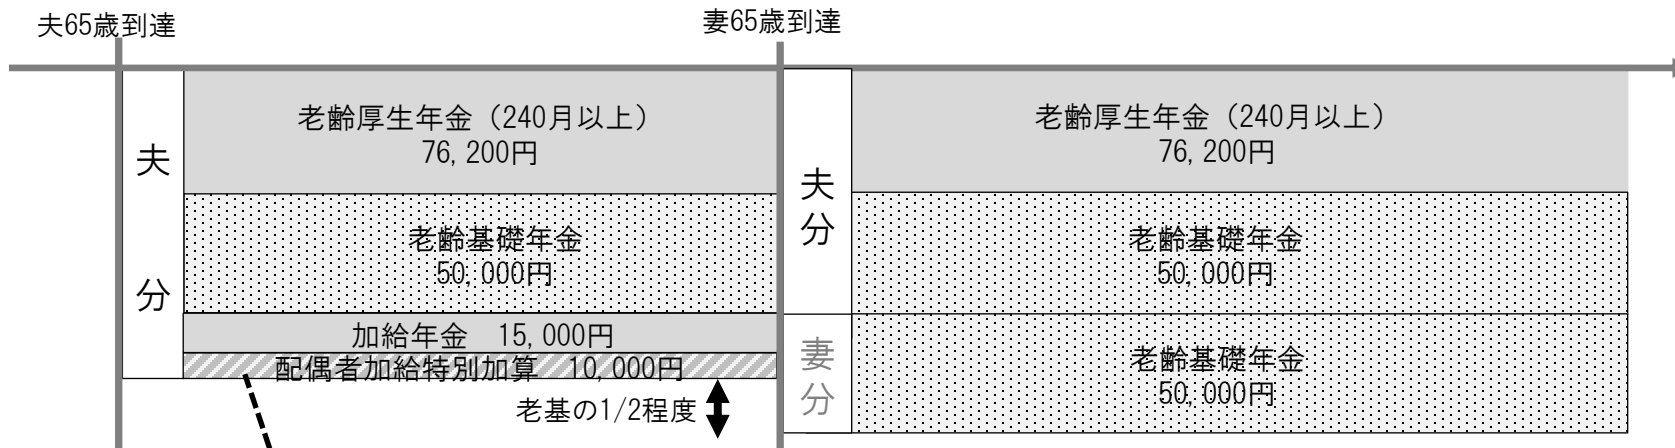 夫65歳到達
妻65歳到達
夫分
老齢厚生年金（240月以上）
76,200円
老齢基礎年金
50,000円
加給年金　15,000円
配偶者加給特別加算　10,000円
老基の1/2程度
夫分
老齢厚生年金（240月以上）
76,200円
老齢基礎年金
50,000円
妻分
老齢基礎年金
50,000円